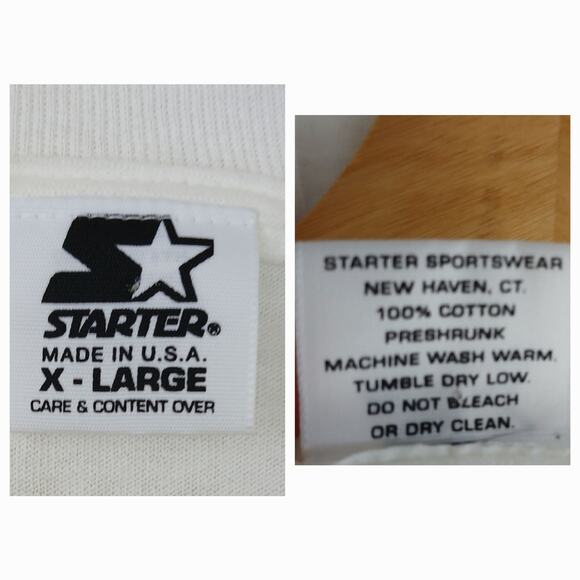 STARTER®
MADE IN U.S.A.
X - LARGE
CARE & CONTENT OVER
STARTER SPORTSWEAR
NEW HAVEN, CT.
100% COTTON
PRESHRUNK
MACHINE WASH WARM.
TUMBLE DRY LOW.
DO NOT BLEACH
OR DRY CLEAN.